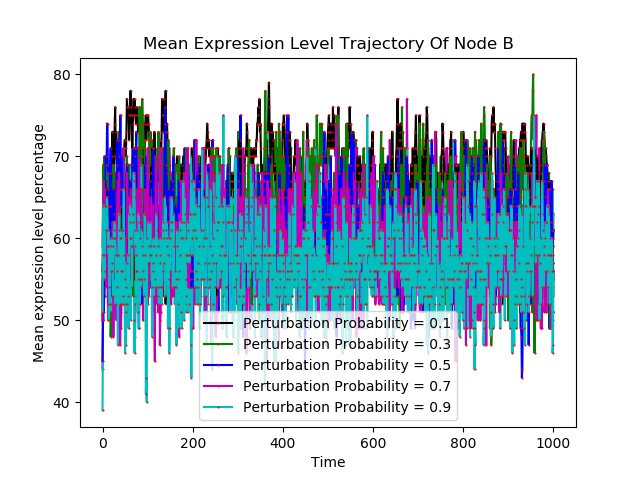 Mean Expression Level Trajectory Of Node B
Mean expression level percentage
80
70
60
50
40
Perturbation Probability = 0.1
Perturbation Probability = 0.3
Perturbation Probability = 0.5
Perturbation Probability = 0.7
Perturbation Probability = 0.9
0 200 400 600 800 1000
Time